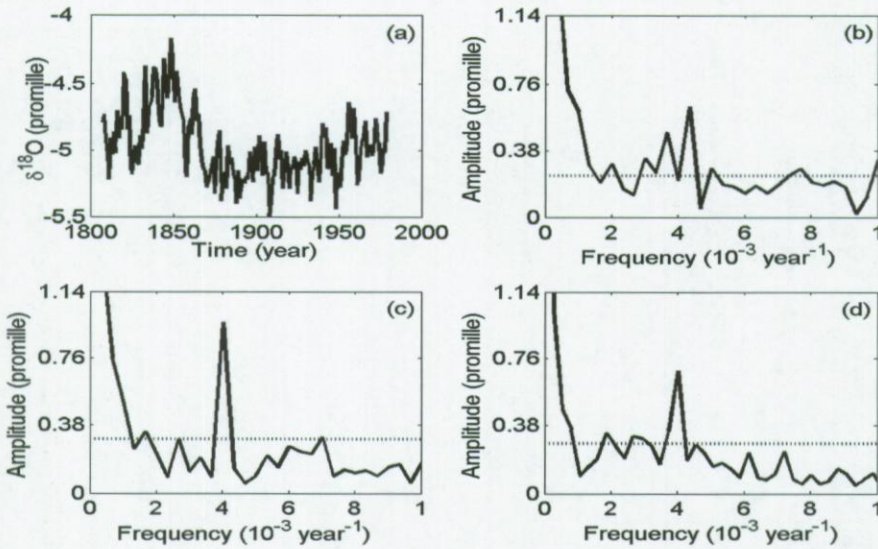 -4
-4.5
-5
-5.5
δ¹⁸O (promille)
(a)
1800 1850 1900 1950 2000
Time (year)
1.14
0.76
0.38
0
Amplitude (promille)
(b)
0 2 4 6 8 1
Frequency (10⁻³ year⁻¹)
1.14
0.76
0.38
0
Amplitude (promille)
(c)
0 2 4 6 8 1
Frequency (10⁻³ year⁻¹)
1.14
0.76
0.38
0
Amplitude (promille)
(d)
0 2 4 6 8 1
Frequency (10⁻³ year⁻¹)